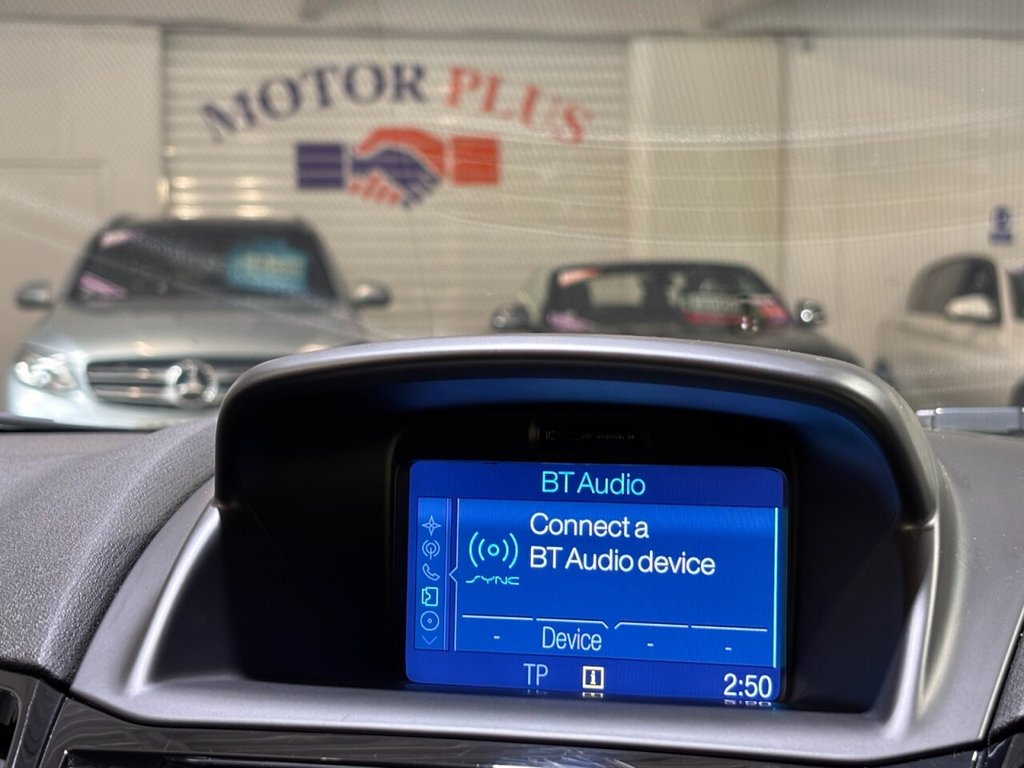 MOTOR PLUS
BT Audio
Connect a
BT Audio device
SYNC
- Device - -
TP i 2:50